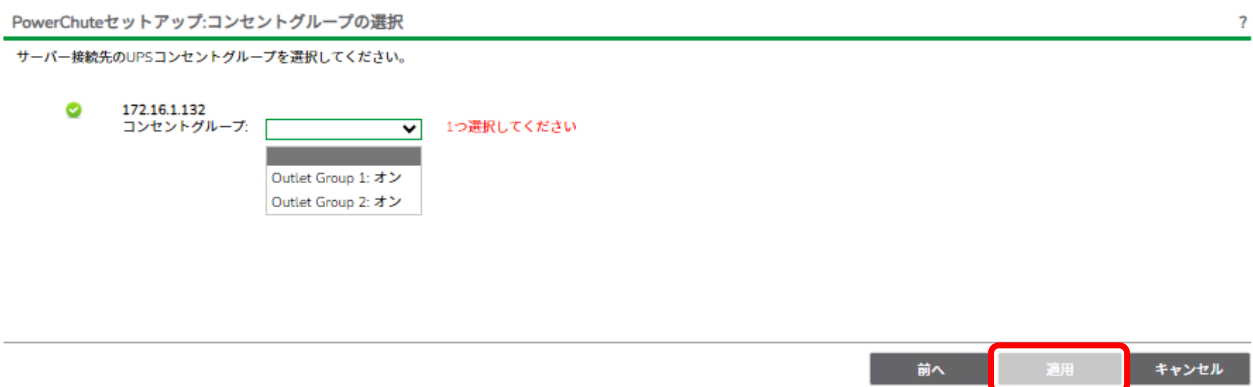 PowerChuteセットアップ:コンセントグループの選択 ?
サーバー接続先のUPSコンセントグループを選択してください。
172.16.1.132
コンセントグループ: 1つ選択してください
Outlet Group 1: オン
Outlet Group 2: オン
前へ 適用 キャンセル